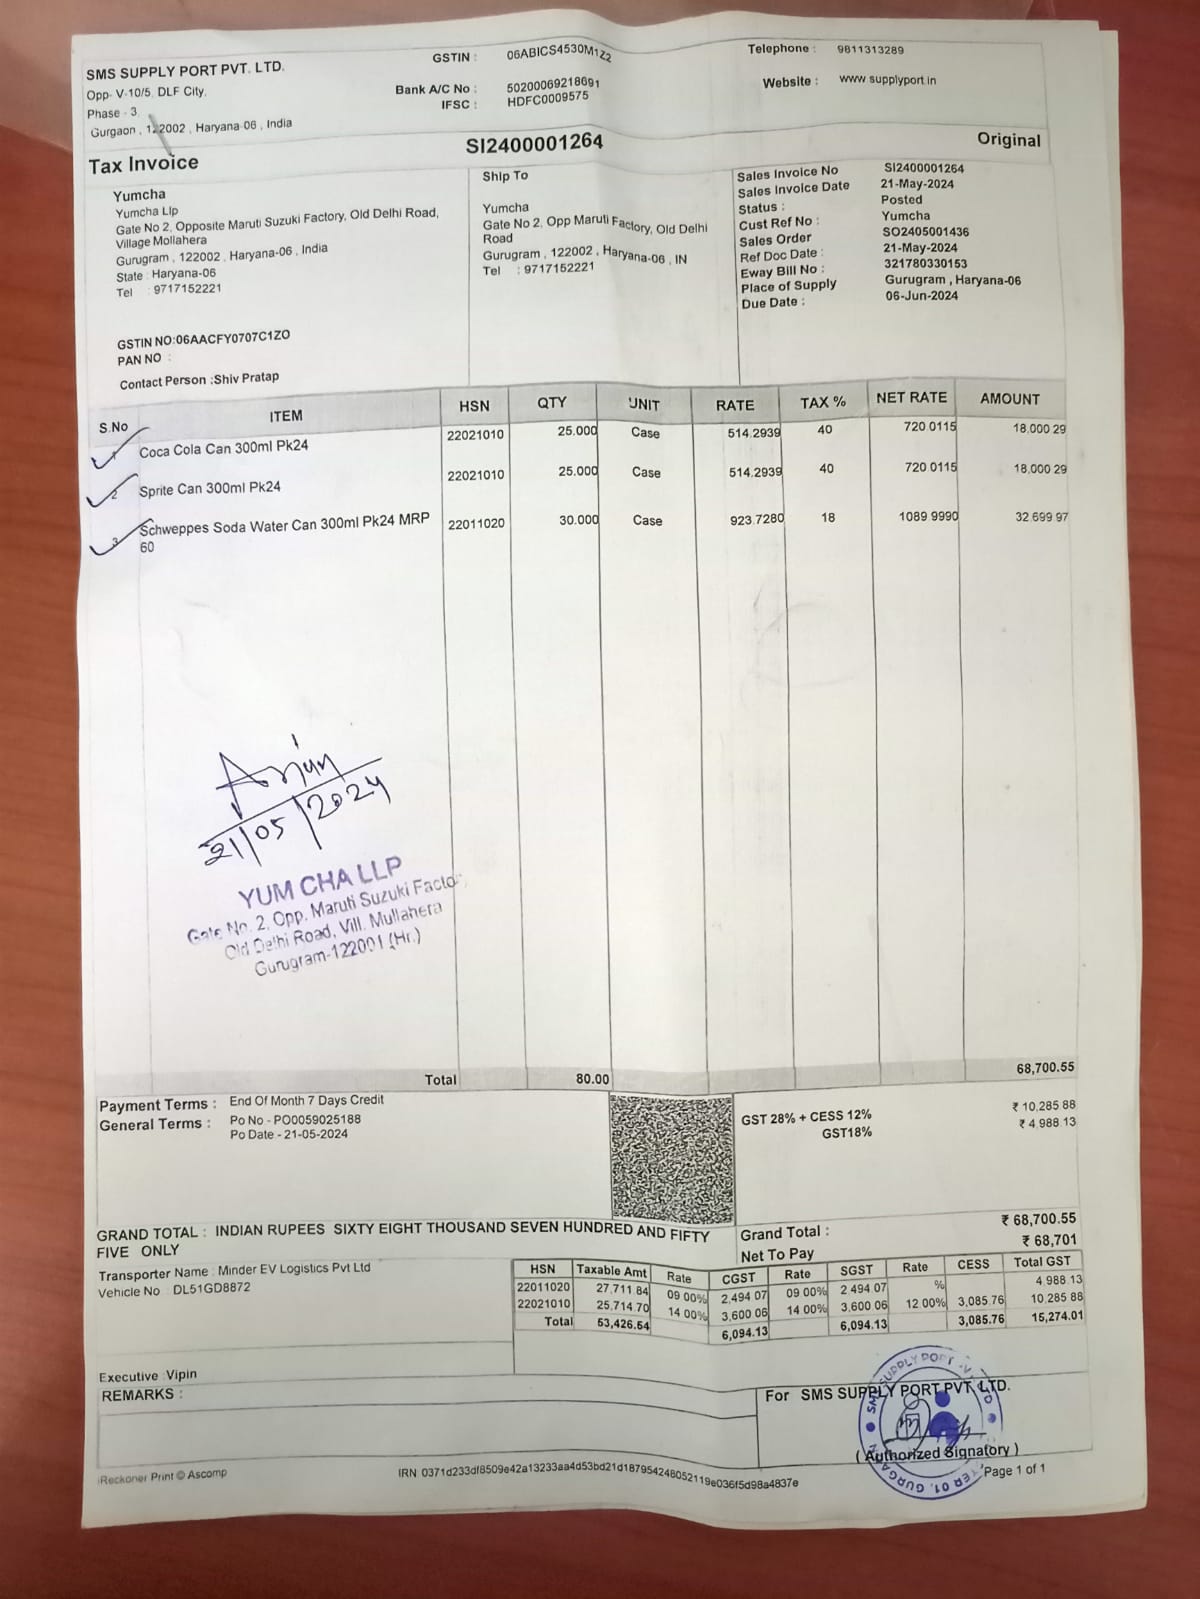 SMS SUPPLY PORT PVT. LTD.
Opp- V-10/5, DLF City,
Phase - 3,
Gurgaon , 122002 , Haryana-06 , India
GSTIN : 06ABICS4530M1Z2
Bank A/C No : 50200069218691
IFSC : HDFC0009575
Telephone : 9811313289
Website : www supplyport.in
Tax Invoice
SI2400001264
Original
Yumcha
Yumcha Llp
Gate No 2, Opposite Maruti Suzuki Factory, Old Delhi Road,
Village Mollahera
Gurugram , 122002 , Haryana-06 , India
State : Haryana-06
Tel : 9717152221
GSTIN NO:06AACFY0707C1ZO
PAN NO :
Contact Person :Shiv Pratap
Ship To
Yumcha
Gate No 2, Opp Maruti Factory, Old Delhi
Road
Gurugram , 122002 , Haryana-06 , IN
Tel : 9717152221
Sales Invoice No SI2400001264
Sales Invoice Date 21-May-2024
Status : Posted
Cust Ref No : Yumcha
Sales Order SO2405001436
Ref Doc Date : 21-May-2024
Eway Bill No : 321780330153
Place of Supply Gurugram , Haryana-06
Due Date : 06-Jun-2024
S.No ITEM HSN QTY UNIT RATE TAX % NET RATE AMOUNT
1 Coca Cola Can 300ml Pk24 22021010 25.000 Case 514.2939 40 720.0115 18,000.29
2 Sprite Can 300ml Pk24 22021010 25.000 Case 514.2939 40 720.0115 18,000.29
3 Schweppes Soda Water Can 300ml Pk24 MRP 22011020 30.000 Case 923.7280 18 1089.9990 32,699.97
60
Arjun
21/05/2024
YUM CHA LLP
Gate No. 2, Opp. Maruti Suzuki Facto
Old Delhi Road, Vill. Mullahera
Gurugram-122001 (Hr.)
Total 80.00 68,700.55
Payment Terms : End Of Month 7 Days Credit
General Terms : Po No - PO0059025188
Po Date - 21-05-2024
GST 28% + CESS 12% ₹ 10,285.88
GST18% ₹ 4,988.13
GRAND TOTAL : INDIAN RUPEES SIXTY EIGHT THOUSAND SEVEN HUNDRED AND FIFTY
FIVE ONLY
Grand Total : ₹ 68,700.55
Net To Pay ₹ 68,701
Transporter Name : Minder EV Logistics Pvt Ltd
Vehicle No DL51GD8872
HSN Taxable Amt Rate CGST Rate SGST Rate CESS Total GST
22011020 27,711.84 09.00% 2,494.07 09.00% 2,494.07 % 4,988.13
22021010 25,714.70 14.00% 3,600.06 14.00% 3,600.06 12.00% 3,085.76 10,285.88
Total 53,426.54 6,094.13 6,094.13 3,085.76 15,274.01
Executive : Vipin
REMARKS :
For SMS SUPPLY PORT PVT. LTD.
( Authorized Signatory )
iReckoner Print © Ascomp
IRN 0371d233df8509e42a13233aa4d53bd21d187954248052119e036f5d98a4837e
Page 1 of 1